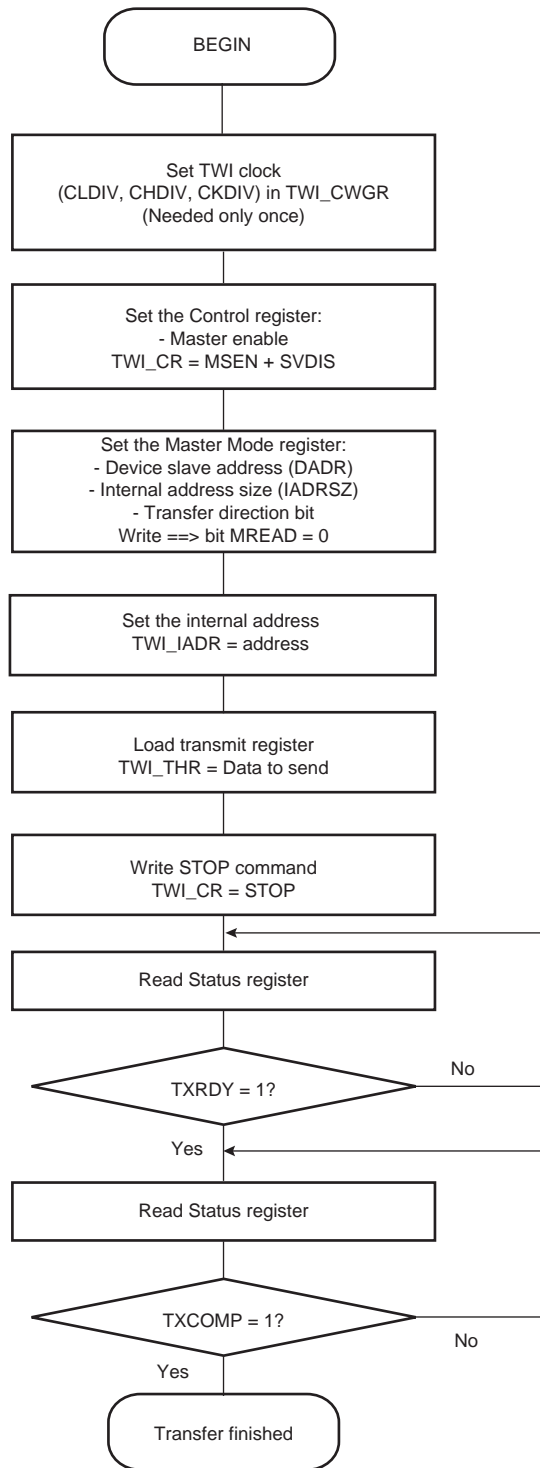 BEGIN
Set TWI clock
(CLDIV, CHDIV, CKDIV) in TWI_CWGR
(Needed only once)
Set the Control register:
- Master enable
TWI_CR = MSEN + SVDIS
Set the Master Mode register:
- Device slave address (DADR)
- Internal address size (IADRSZ)
- Transfer direction bit
Write ==> bit MREAD = 0
Set the internal address
TWI_IADR = address
Load transmit register
TWI_THR = Data to send
Write STOP command
TWI_CR = STOP
Read Status register
No
TXRDY = 1?
Yes
Read Status register
TXCOMP = 1?
No
Yes
Transfer finished